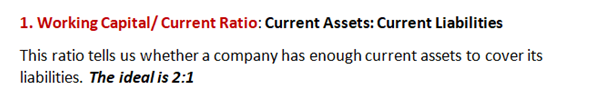 1. Working Capital/ Current Ratio: Current Assets: Current Liabilities
This ratio tells us whether a company has enough current assets to cover its
liabilities. The ideal is 2:1